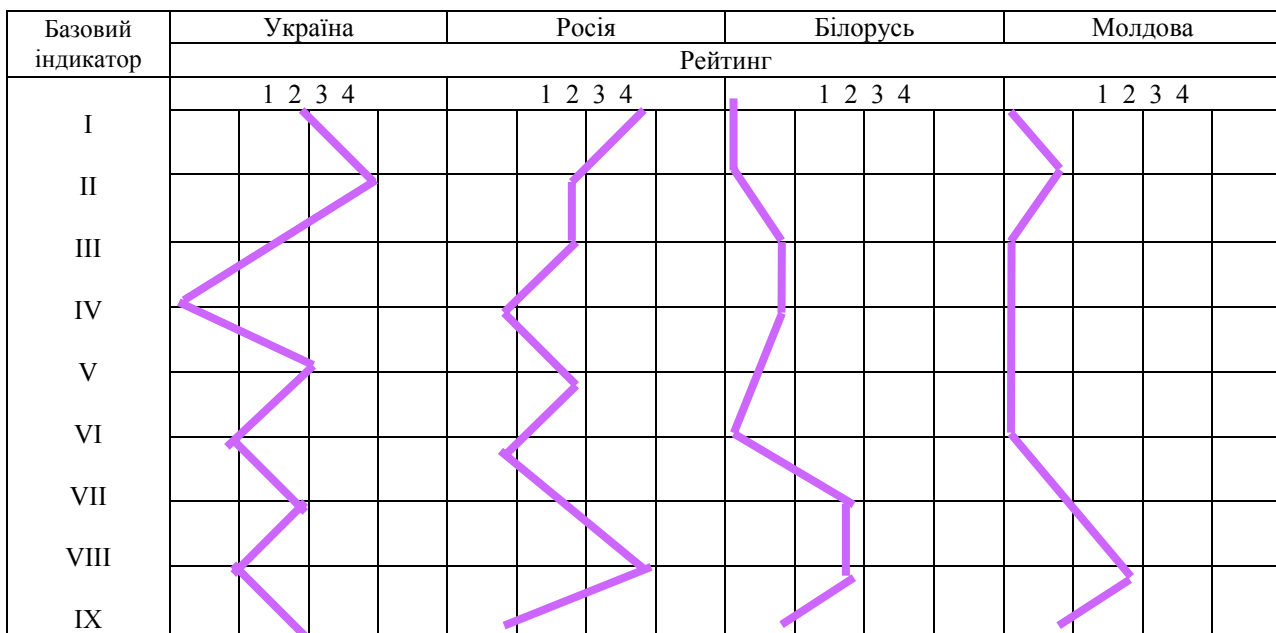 Базовий індикатор Україна Росія Білорусь Молдова
Рейтинг
1 2 3 4 1 2 3 4 1 2 3 4 1 2 3 4
I
II
III
IV
V
VI
VII
VIII
IX